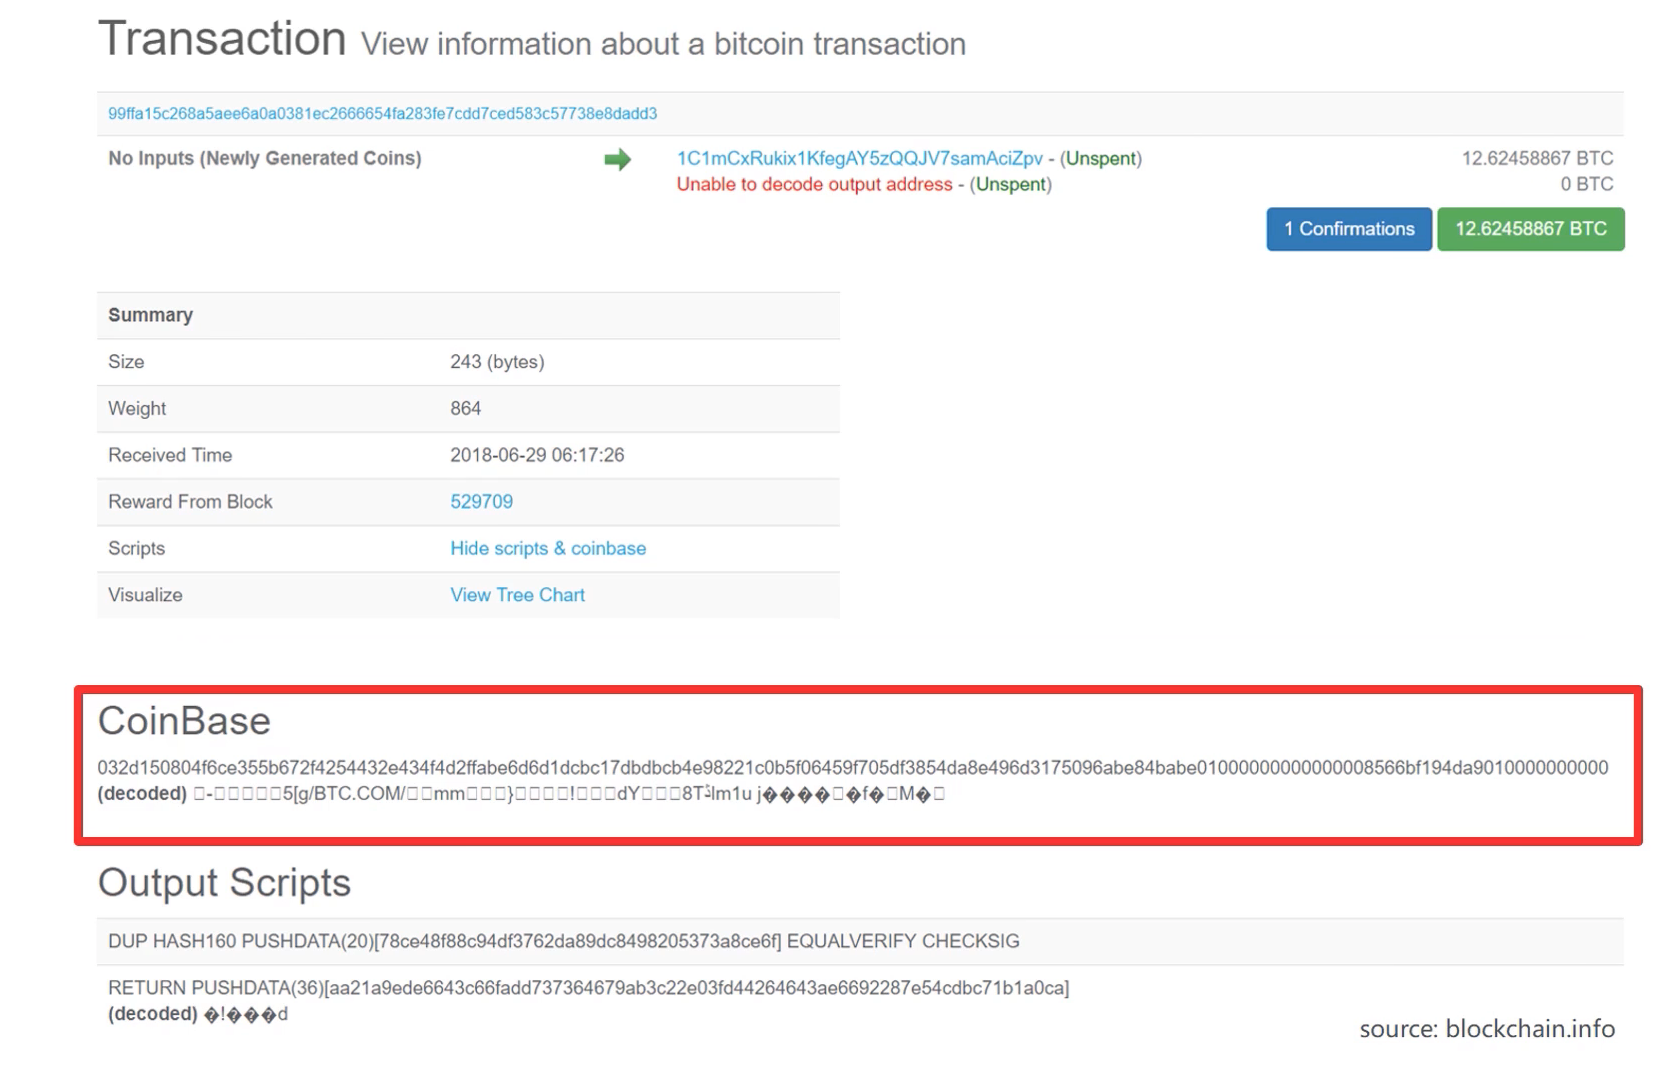 Transaction View information about a bitcoin transaction
99ffa15c268a5aee6a0a0381ec2666654fa283fe7cdd7ced583c57738e8dadd3
No Inputs (Newly Generated Coins)
1C1mCxRukix1KfegAY5zQQJV7samAciZpv - (Unspent) 12.62458867 BTC
Unable to decode output address - (Unspent) 0 BTC
1 Confirmations 12.62458867 BTC
Summary
Size 243 (bytes)
Weight 864
Received Time 2018-06-29 06:17:26
Reward From Block 529709
Scripts Hide scripts & coinbase
Visualize View Tree Chart
CoinBase
032d150804f6ce355b672f4254432e434f4d2ffabe6d6d1dcbc17dbdbcb4e98221c0b5f06459f705df3854da8e496d3175096abe84babe01000000000000008566bf194da9010000000000
(decoded) □-□□□□□5[g/BTC.COM/□□mm□□□}□□□□!□□□dY□□□8T lm1u j����□�f�□M�□
Output Scripts
DUP HASH160 PUSHDATA(20)[78ce48f88c94df3762da89dc8498205373a8ce6f] EQUALVERIFY CHECKSIG
RETURN PUSHDATA(36)[aa21a9ede6643c66fadd737364679ab3c22e03fd44264643ae6692287e54cdbc71b1a0ca]
(decoded) �!���d
source: blockchain.info